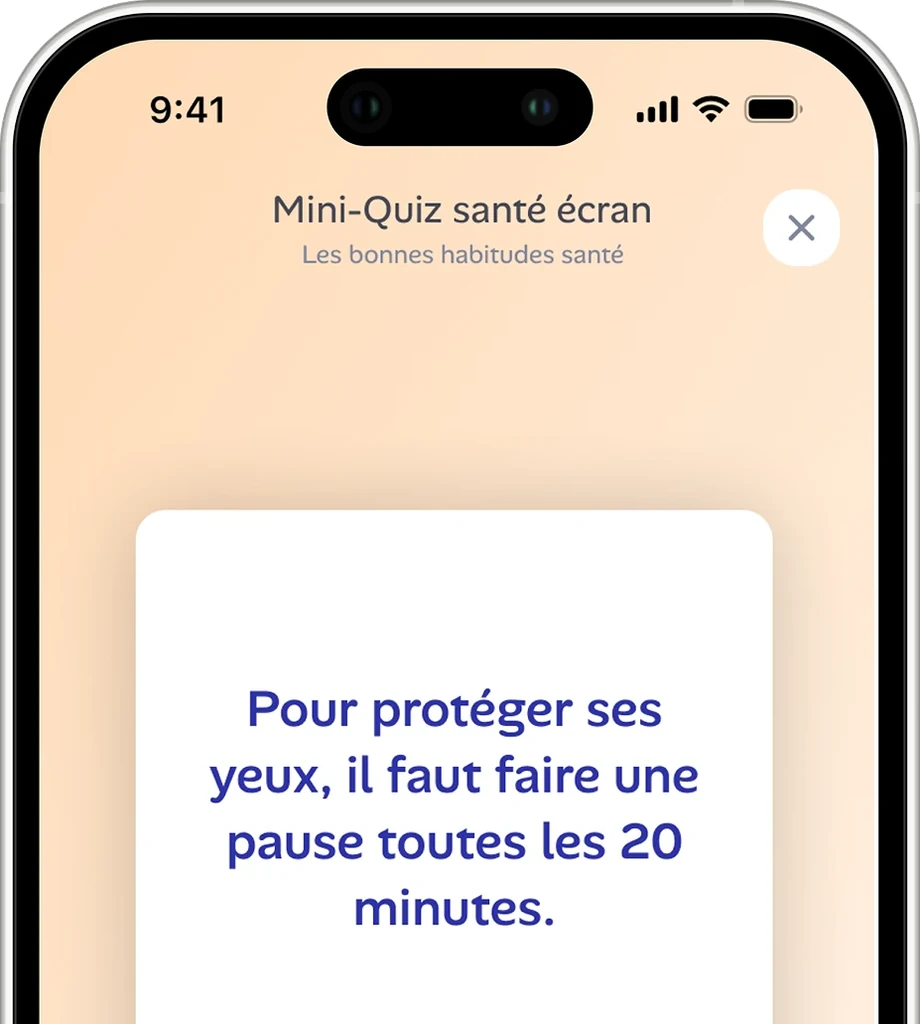 9:41
Mini-Quiz santé écran
Les bonnes habitudes santé
Pour protéger ses
yeux, il faut faire une
pause toutes les 20
minutes.